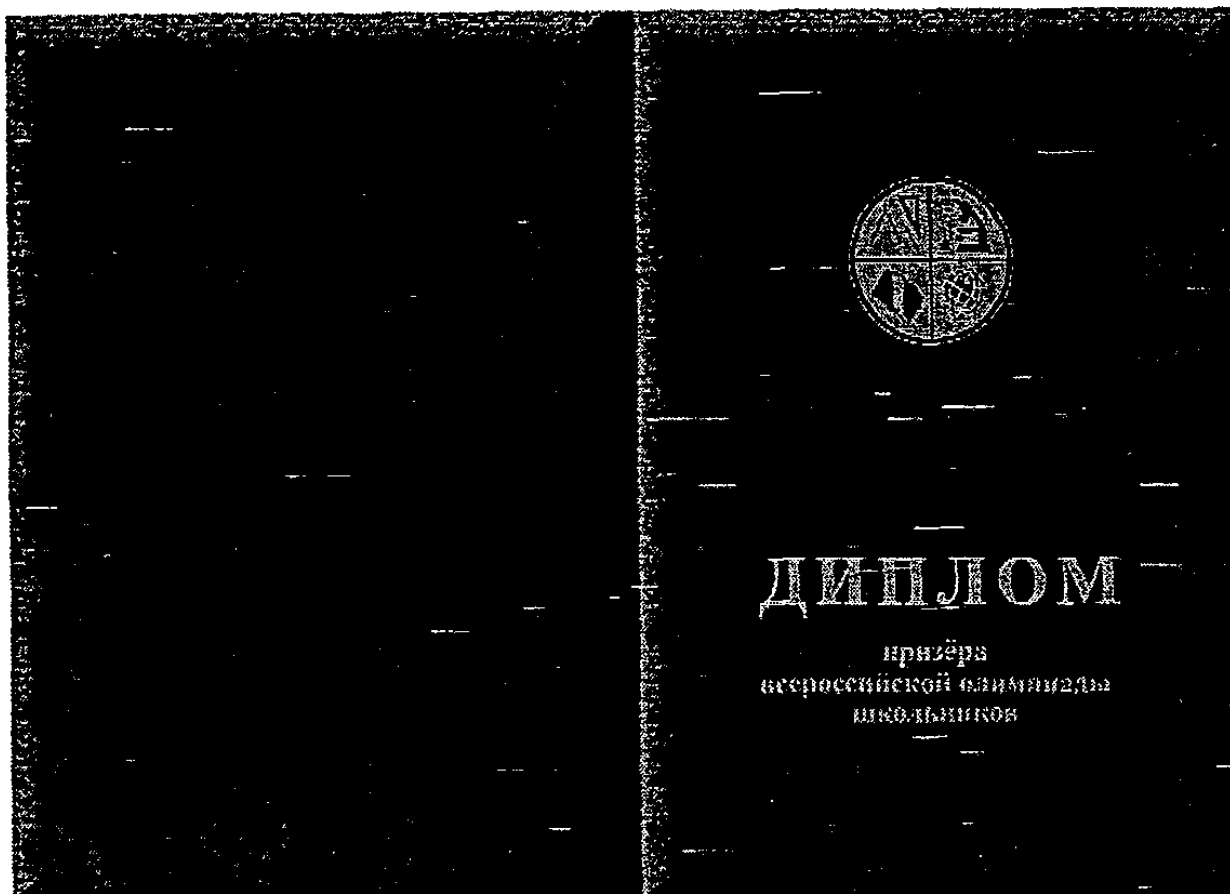 ДИПЛОМ
призёра
всероссийской олимпиады
школьников